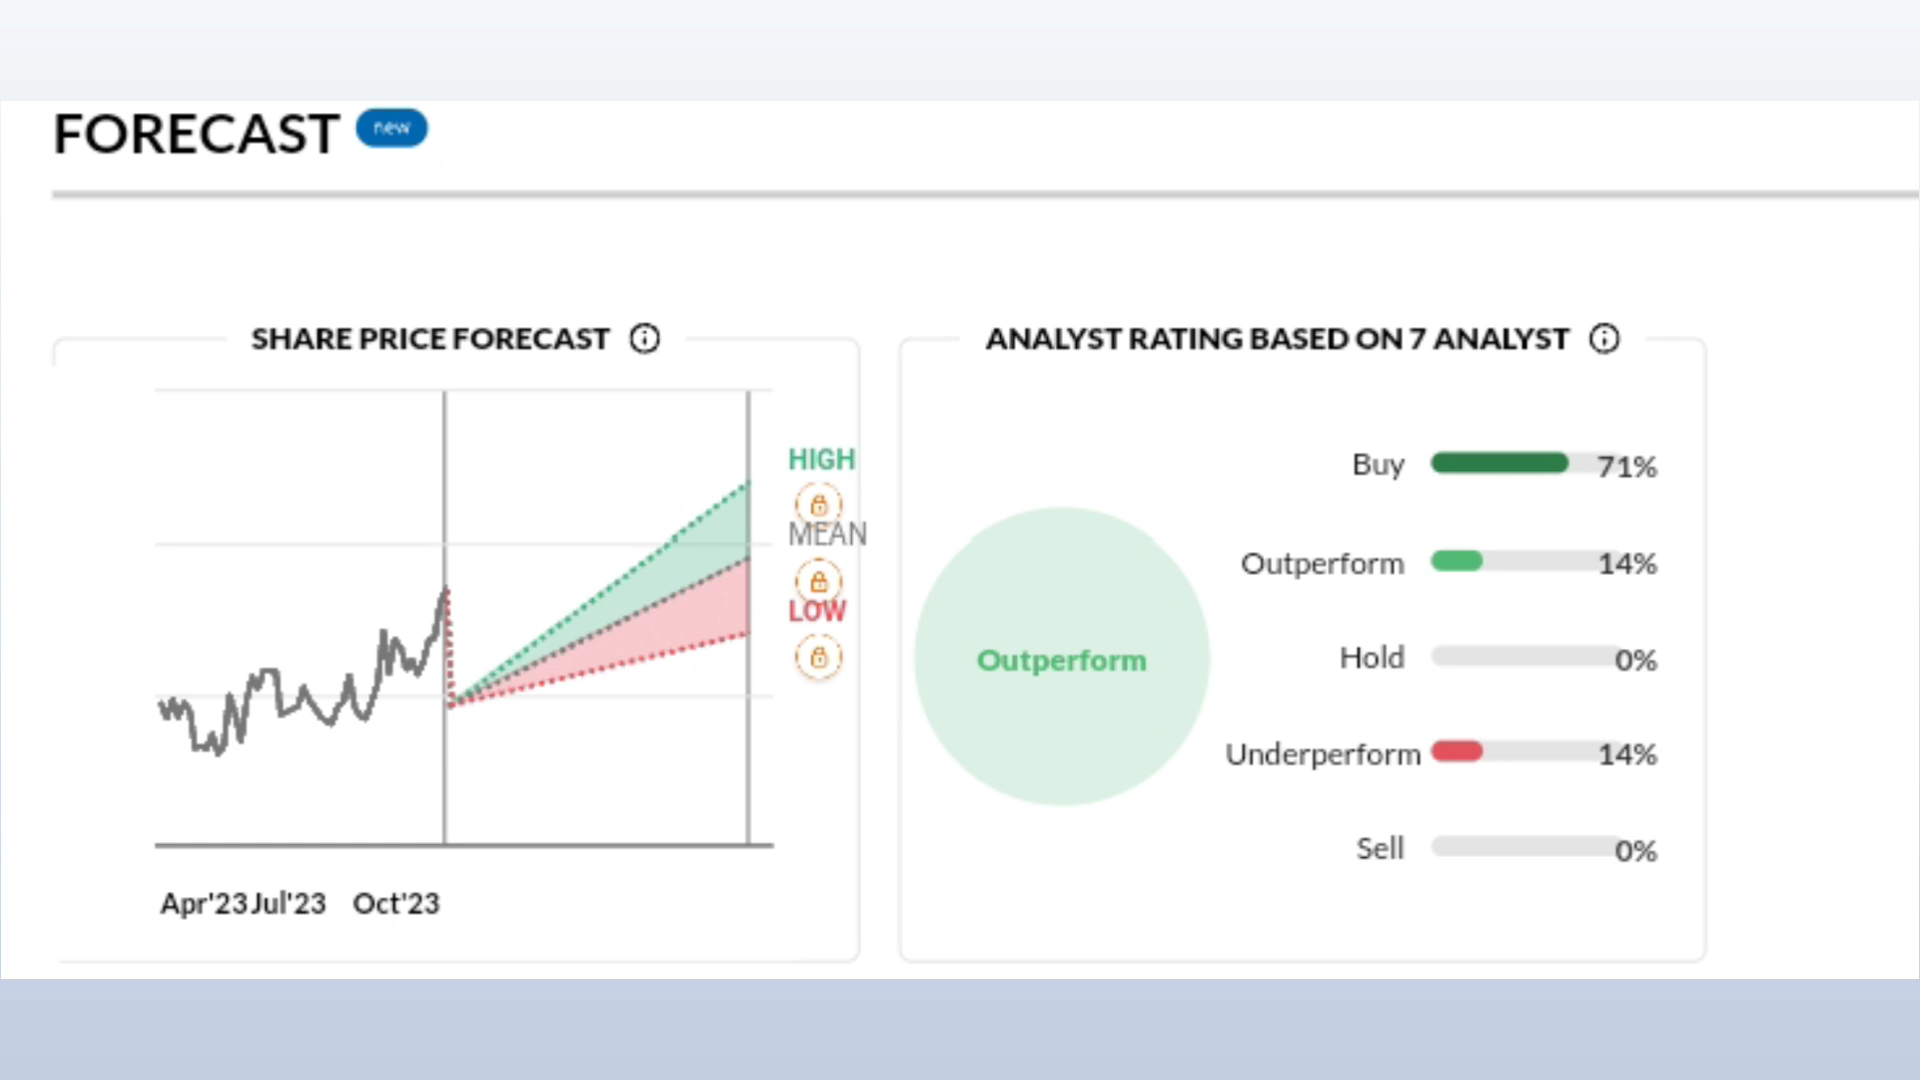 FORECAST new
SHARE PRICE FORECAST
HIGH
MEAN
LOW
Apr'23 Jul'23 Oct'23
ANALYST RATING BASED ON 7 ANALYST
Outperform
Buy 71%
Outperform 14%
Hold 0%
Underperform 14%
Sell 0%